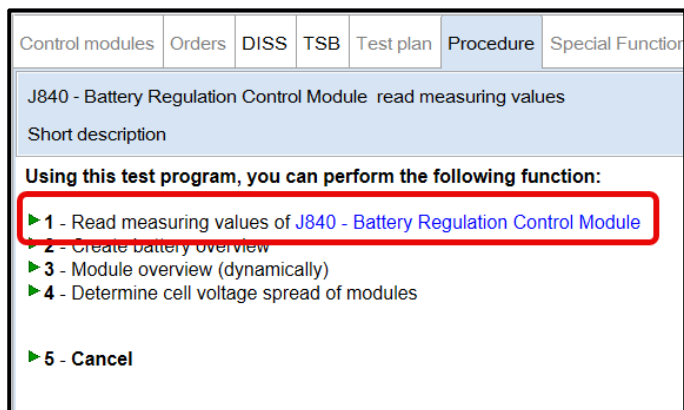 Control modules Orders DISS TSB Test plan Procedure Special Function
J840 - Battery Regulation Control Module read measuring values
Short description
Using this test program, you can perform the following function:
1 - Read measuring values of J840 - Battery Regulation Control Module
2 - Create battery overview
3 - Module overview (dynamically)
4 - Determine cell voltage spread of modules
5 - Cancel